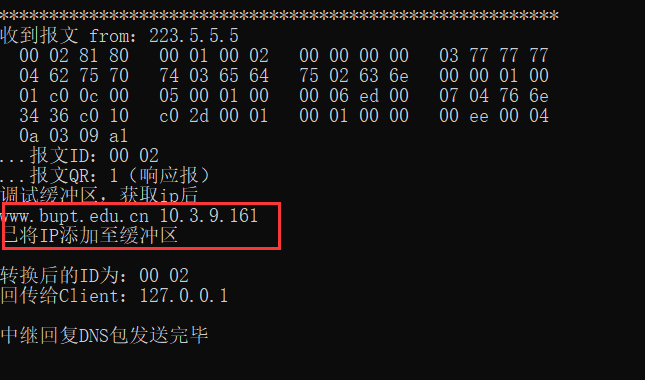 ********************************************************
收到报文 from：223.5.5.5
00 02 81 80 00 01 00 02 00 00 00 00 03 77 77 77
04 62 75 70 74 03 65 64 75 02 63 6e 00 00 01 00
01 c0 0c 00 05 00 01 00 00 06 ed 00 07 04 76 6e
34 36 c0 10 c0 2d 00 01 00 01 00 00 00 ee 00 04
0a 03 09 a1
...报文ID：00 02
...报文QR：1（响应报）
调试缓冲区，获取ip后
www.bupt.edu.cn 10.3.9.161
已将IP添加至缓冲区
转换后的ID为：00 02
回传给Client：127.0.0.1
中继回复DNS包发送完毕